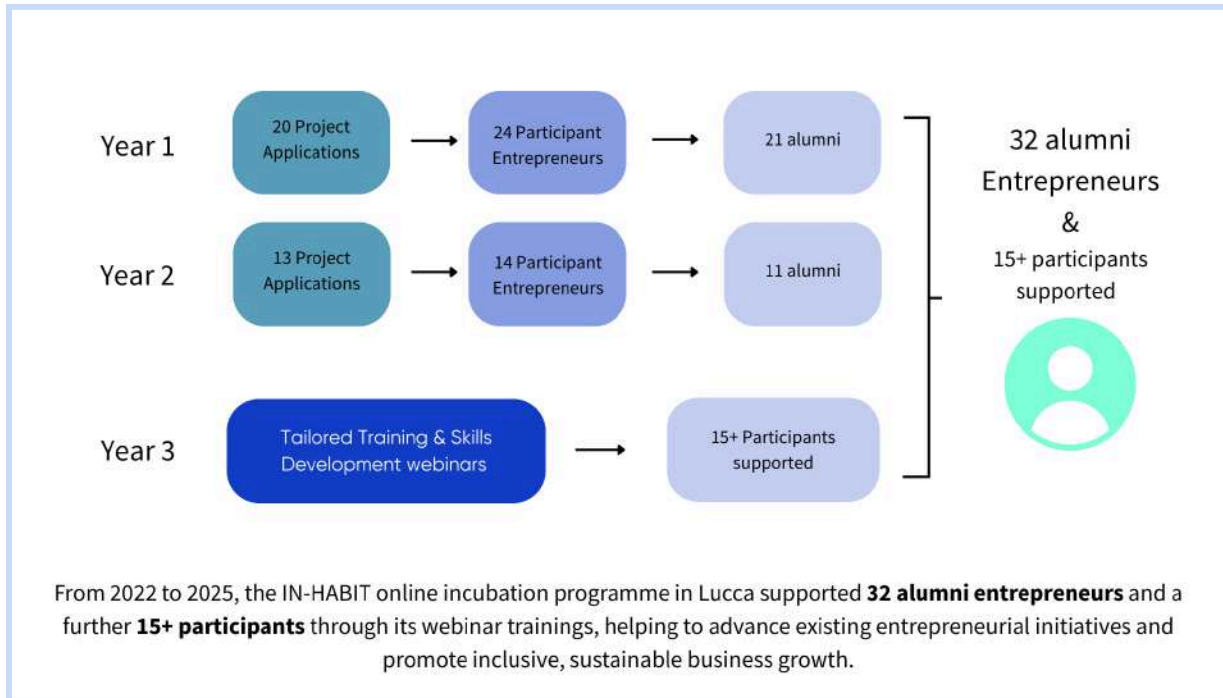 Year 1
20 Project
Applications
24 Participant
Entrepreneurs
21 alumni
Year 2
13 Project
Applications
14 Participant
Entrepreneurs
11 alumni
Year 3
Tailored Training & Skills
Development webinars
15+ Participants
supported
32 alumni
Entrepreneurs
&
15+ participants
supported
From 2022 to 2025, the IN-HABIT online incubation programme in Lucca supported 32 alumni entrepreneurs and a
further 15+ participants through its webinar trainings, helping to advance existing entrepreneurial initiatives and
promote inclusive, sustainable business growth.